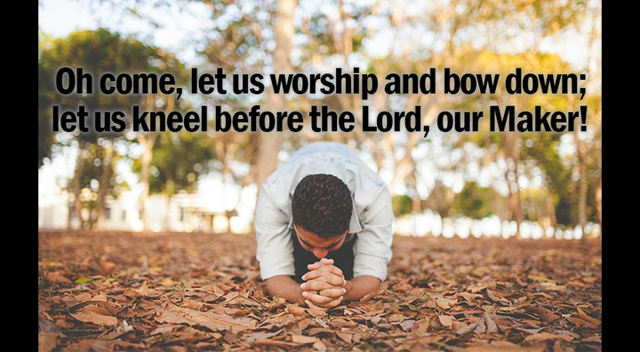 Oh come, let us worship and bow down;
let us kneel before the Lord, our Maker!